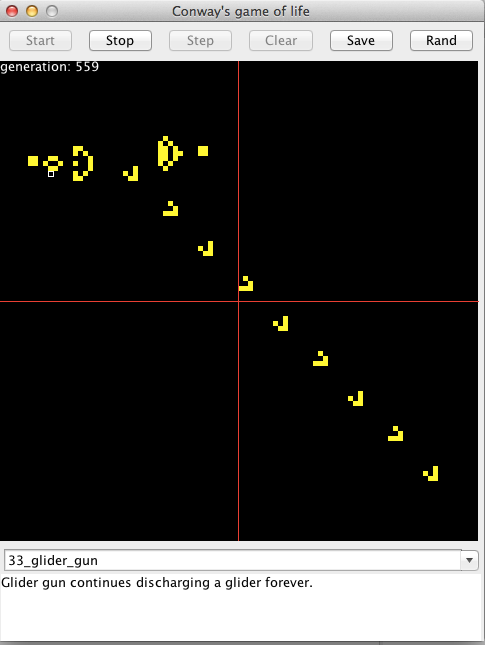 Conway's game of life
Start Stop Step Clear Save Rand
generation: 559
33_glider_gun
Glider gun continues discharging a glider forever.